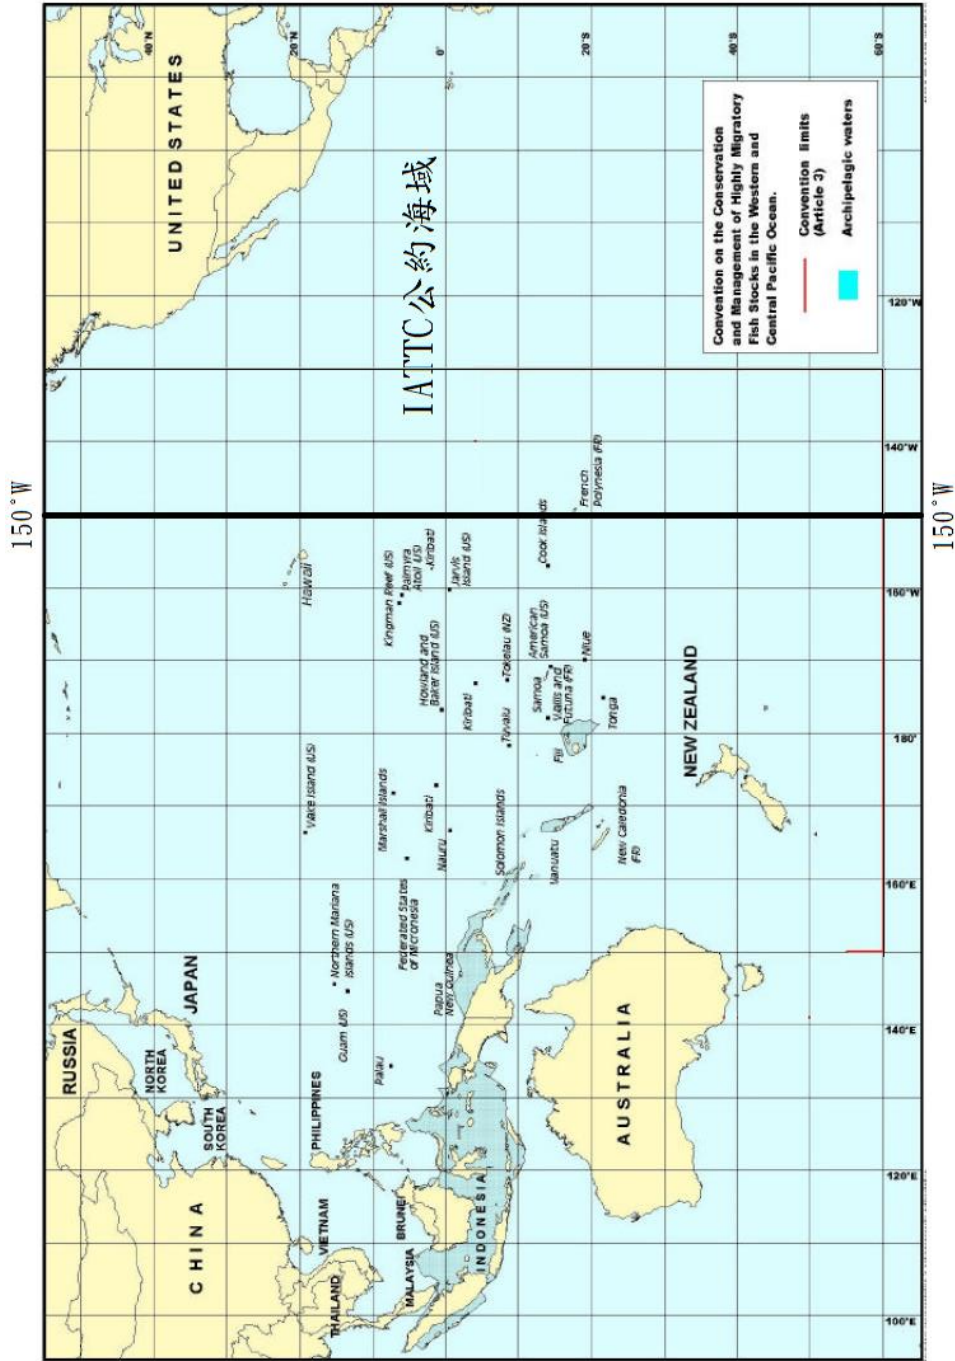 150°W
150°W
40°N
20°N
0°
20°S
40°S
60°S
UNITED STATES
IATTC公約海域
Convention on the Conservation
and Management of Highly Migratory
Fish Stocks in the Western and
Central Pacific Ocean.
Convention limits
(Article 3)
Archipelagic waters
120°W
140°W
160°W
180°
160°E
140°E
120°E
100°E
French
Polynesia (FR)
Cook Islands
Hawaii
Kingman Reef (US)
Palmyra
Atoll (US)
Kiribati
Jarvis
Island (US)
Howland and
Baker Island (US)
Kiribati
Tokelau (NZ)
American
Samoa (US)
Niue
Samoa
Wallis and
Futuna (FR)
Tuvalu
Tonga
Fiji
NEW ZEALAND
Wake Island (US)
Marshall Islands
Kiribati
Nauru
Solomon Islands
Vanuatu
New Caledonia
(FR)
Northern Mariana
Islands (US)
Federated States
of Micronesia
Papua
New Guinea
Guam (US)
Palau
RUSSIA
JAPAN
NORTH
KOREA
SOUTH
KOREA
PHILIPPINES
AUSTRALIA
CHINA
VIETNAM
BRUNEI
INDONESIA
MALAYSIA
THAILAND